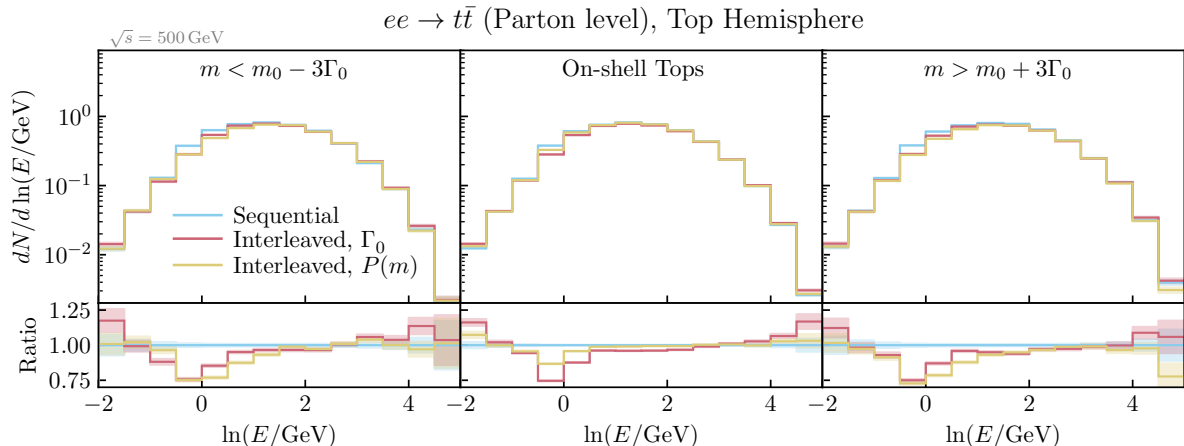 ee → tt̄ (Parton level), Top Hemisphere
√s = 500 GeV
m < m₀ − 3Γ₀
On-shell Tops
m > m₀ + 3Γ₀
dN/d ln(E/GeV)
10⁰
10⁻¹
10⁻²
Sequential
Interleaved, Γ₀
Interleaved, P(m)
Ratio
1.25
1.00
0.75
−2 0 2 4 −2 0 2 4 −2 0 2 4
ln(E/GeV) ln(E/GeV) ln(E/GeV)